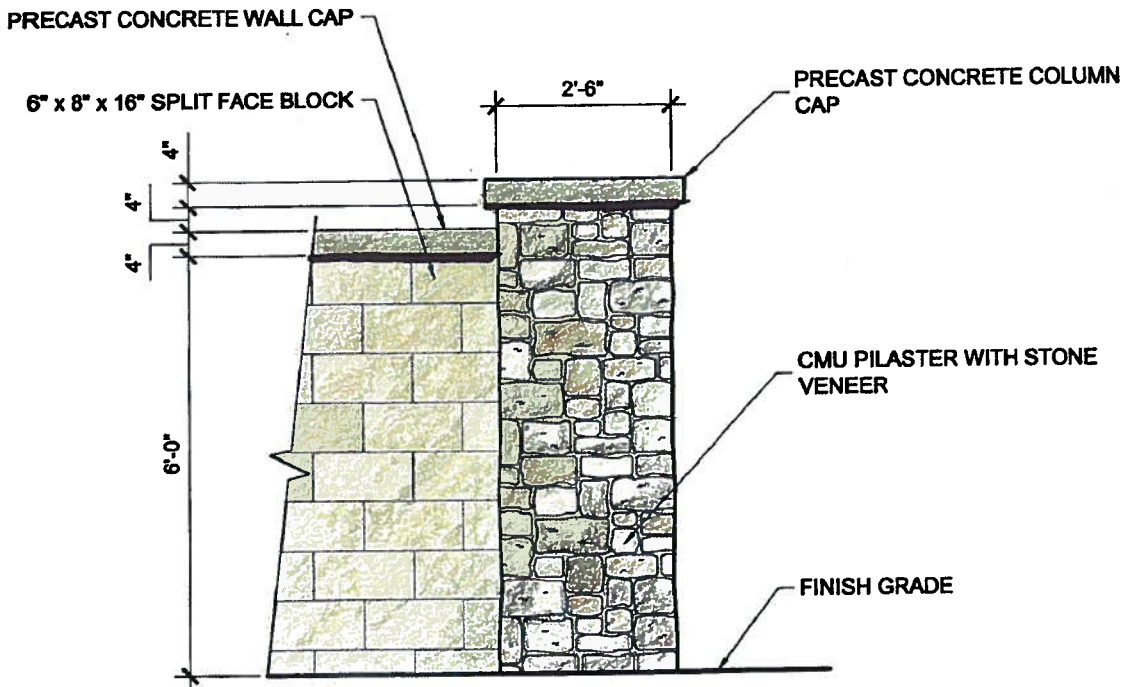 PRECAST CONCRETE WALL CAP
6" x 8" x 16" SPLIT FACE BLOCK
2'-6"
PRECAST CONCRETE COLUMN
CAP
4"
4"
4"
6'-0"
CMU PILASTER WITH STONE
VENEER
FINISH GRADE